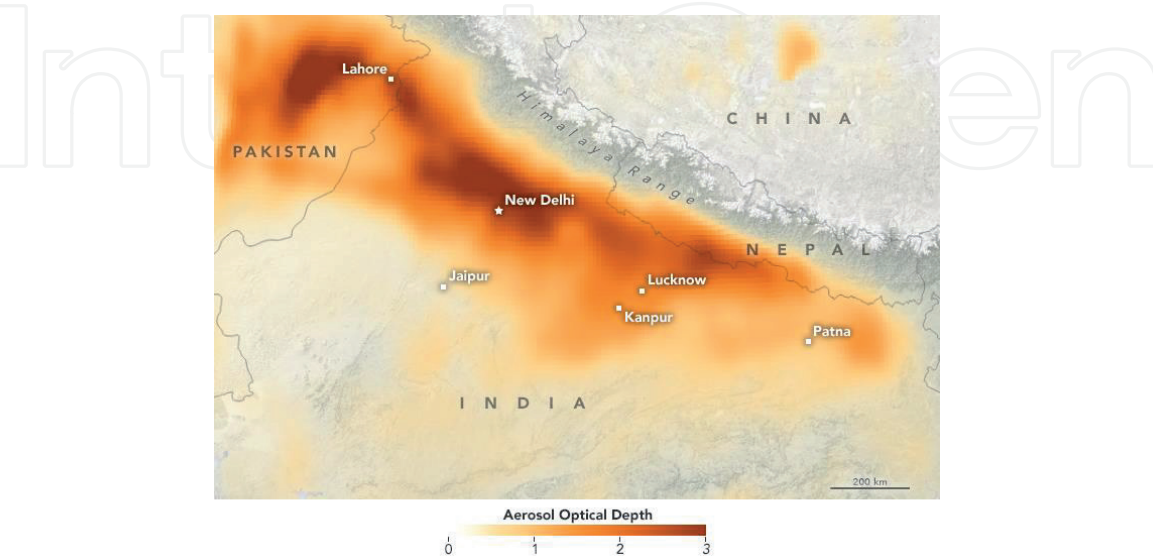 Lahore
CHINA
Himalaya Range
PAKISTAN
New Delhi
NEPAL
Jaipur
Lucknow
Kanpur
Patna
INDIA
200 km
Aerosol Optical Depth
0 1 2 3